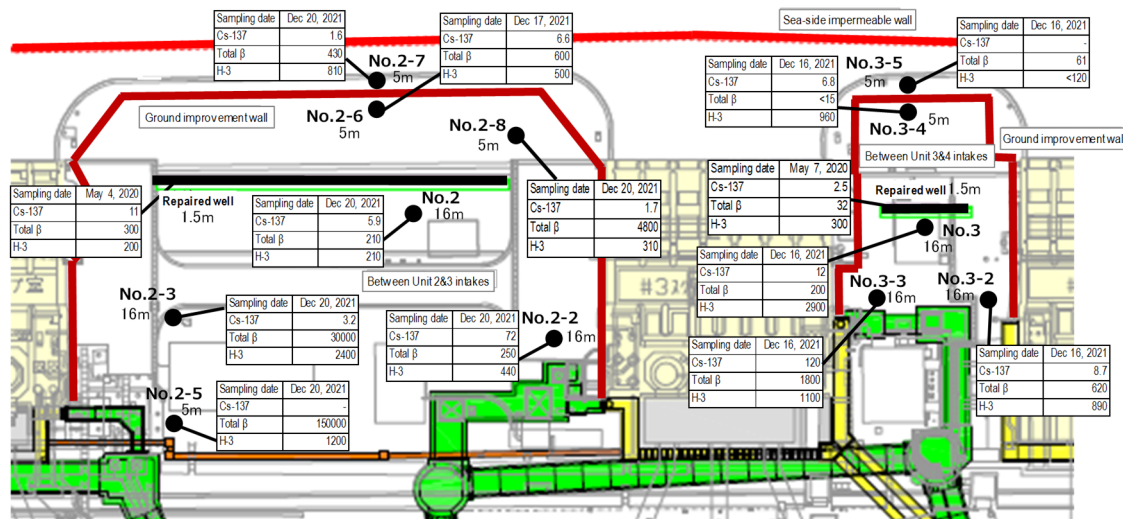 Sea-side impermeable wall
Sampling date Dec 20, 2021
Cs-137 1.6
Total β 430
H-3 810
Sampling date Dec 17, 2021
Cs-137 6.6
Total β 600
H-3 500
Sampling date Dec 16, 2021
Cs-137 -
Total β 61
H-3 <120
No.2-7
5m
No.3-5
5m
Sampling date Dec 16, 2021
Cs-137 6.8
Total β <15
H-3 960
No.2-6
5m
Ground improvement wall
No.2-8
5m
5m
No.3-4
Ground improvement wall
Between Unit 3&4 intakes
Sampling date May 4, 2020
Cs-137 11
Total β 300
H-3 200
Repaired well
1.5m
Sampling date Dec 20, 2021
Cs-137 5.9
Total β 210
H-3 210
No.2
16m
Sampling date Dec 20, 2021
Cs-137 1.7
Total β 4800
H-3 310
Sampling date May 7, 2020
Cs-137 2.5
Total β 32
H-3 300
Repaired well 1.5m
No.3
16m
Sampling date Dec 16, 2021
Cs-137 12
Total β 200
H-3 2900
Between Unit 2&3 intakes
No.2-3
16m
Sampling date Dec 20, 2021
Cs-137 3.2
Total β 30000
H-3 2400
Sampling date Dec 20, 2021
Cs-137 72
Total β 250
H-3 440
No.2-2
16m
No.3-3
16m
No.3-2
16m
#3ス
Sampling date Dec 16, 2021
Cs-137 120
Total β 1800
H-3 1100
Sampling date Dec 16, 2021
Cs-137 8.7
Total β 620
H-3 890
No.2-5
5m
Sampling date Dec 20, 2021
Cs-137 -
Total β 150000
H-3 1200